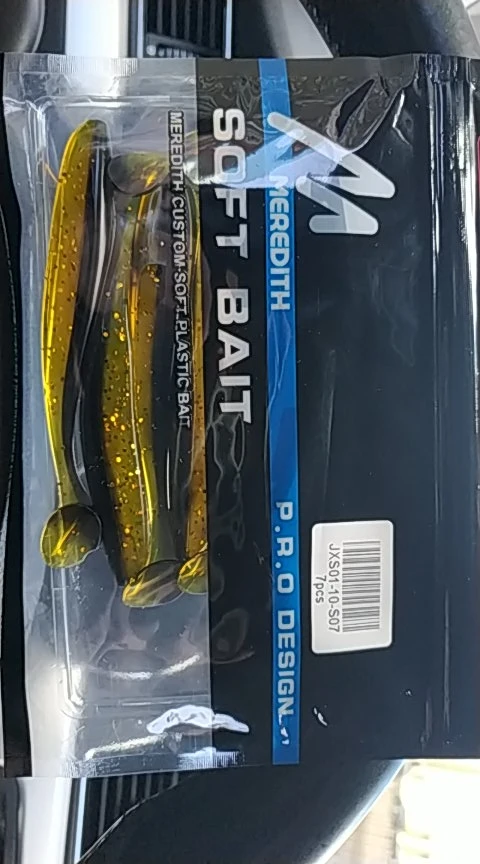 MEREDITH P.R.O DESIGN
SOFT BAIT
MEREDITH CUSTOM SOFT PLASTIC BAIT
JXS01-10-S07
7pcs